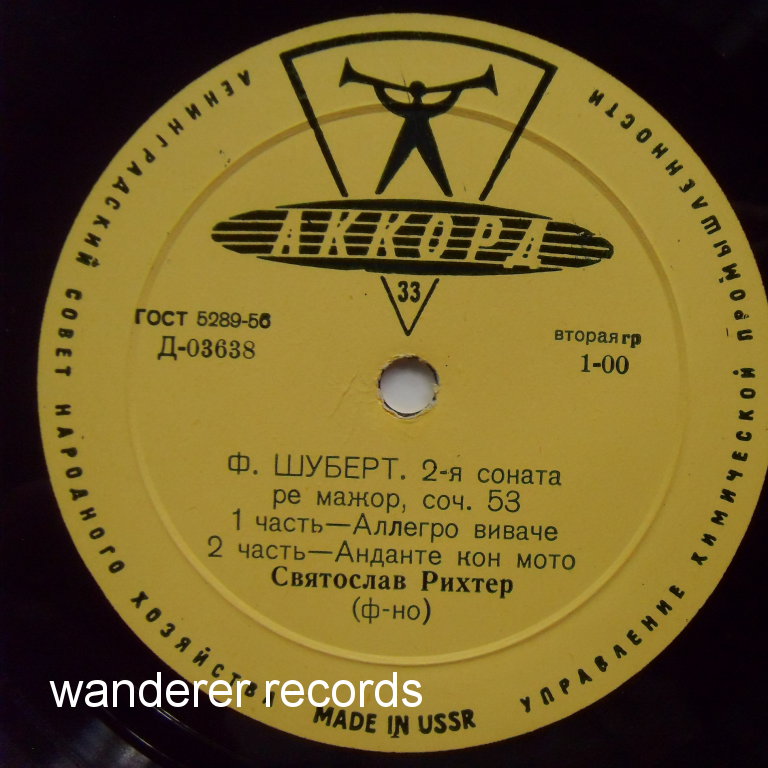 ЛЕНИНГРАДСКИЙ СОВЕТ НАРОДНОГО ХОЗЯЙСТВА
УПРАВЛЕНИЕ ХИМИЧЕСКОЙ ПРОМЫШЛЕННОСТИ
АККОРД
33
ГОСТ 5289-56
Д-03638
вторая гр
1-00
Ф. ШУБЕРТ. 2-я соната
ре мажор, соч. 53
1 часть—Аллегро виваче
2 часть—Анданте кон мото
Святослав Рихтер
(ф-но)
MADE IN USSR
wanderer records